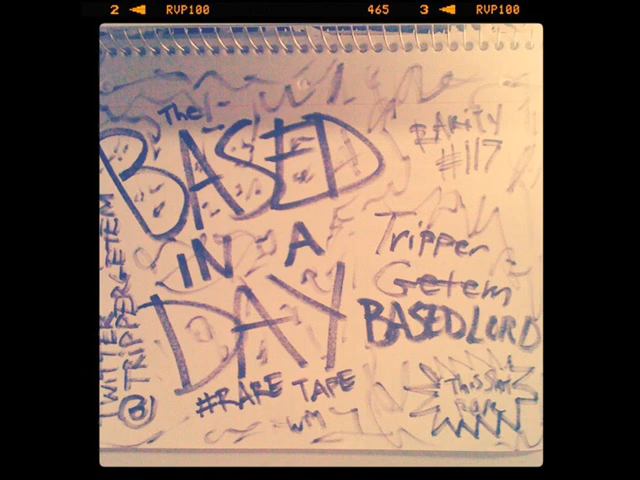 2 RVP100 465 3 RVP100
The
BASED
IN A
DAY
#RARE TAPE
WM
RARITY
#117
Tripper
Getem
BASEDLORD
This Shit
Rare
TWITTER
@TRIPPERGETEM